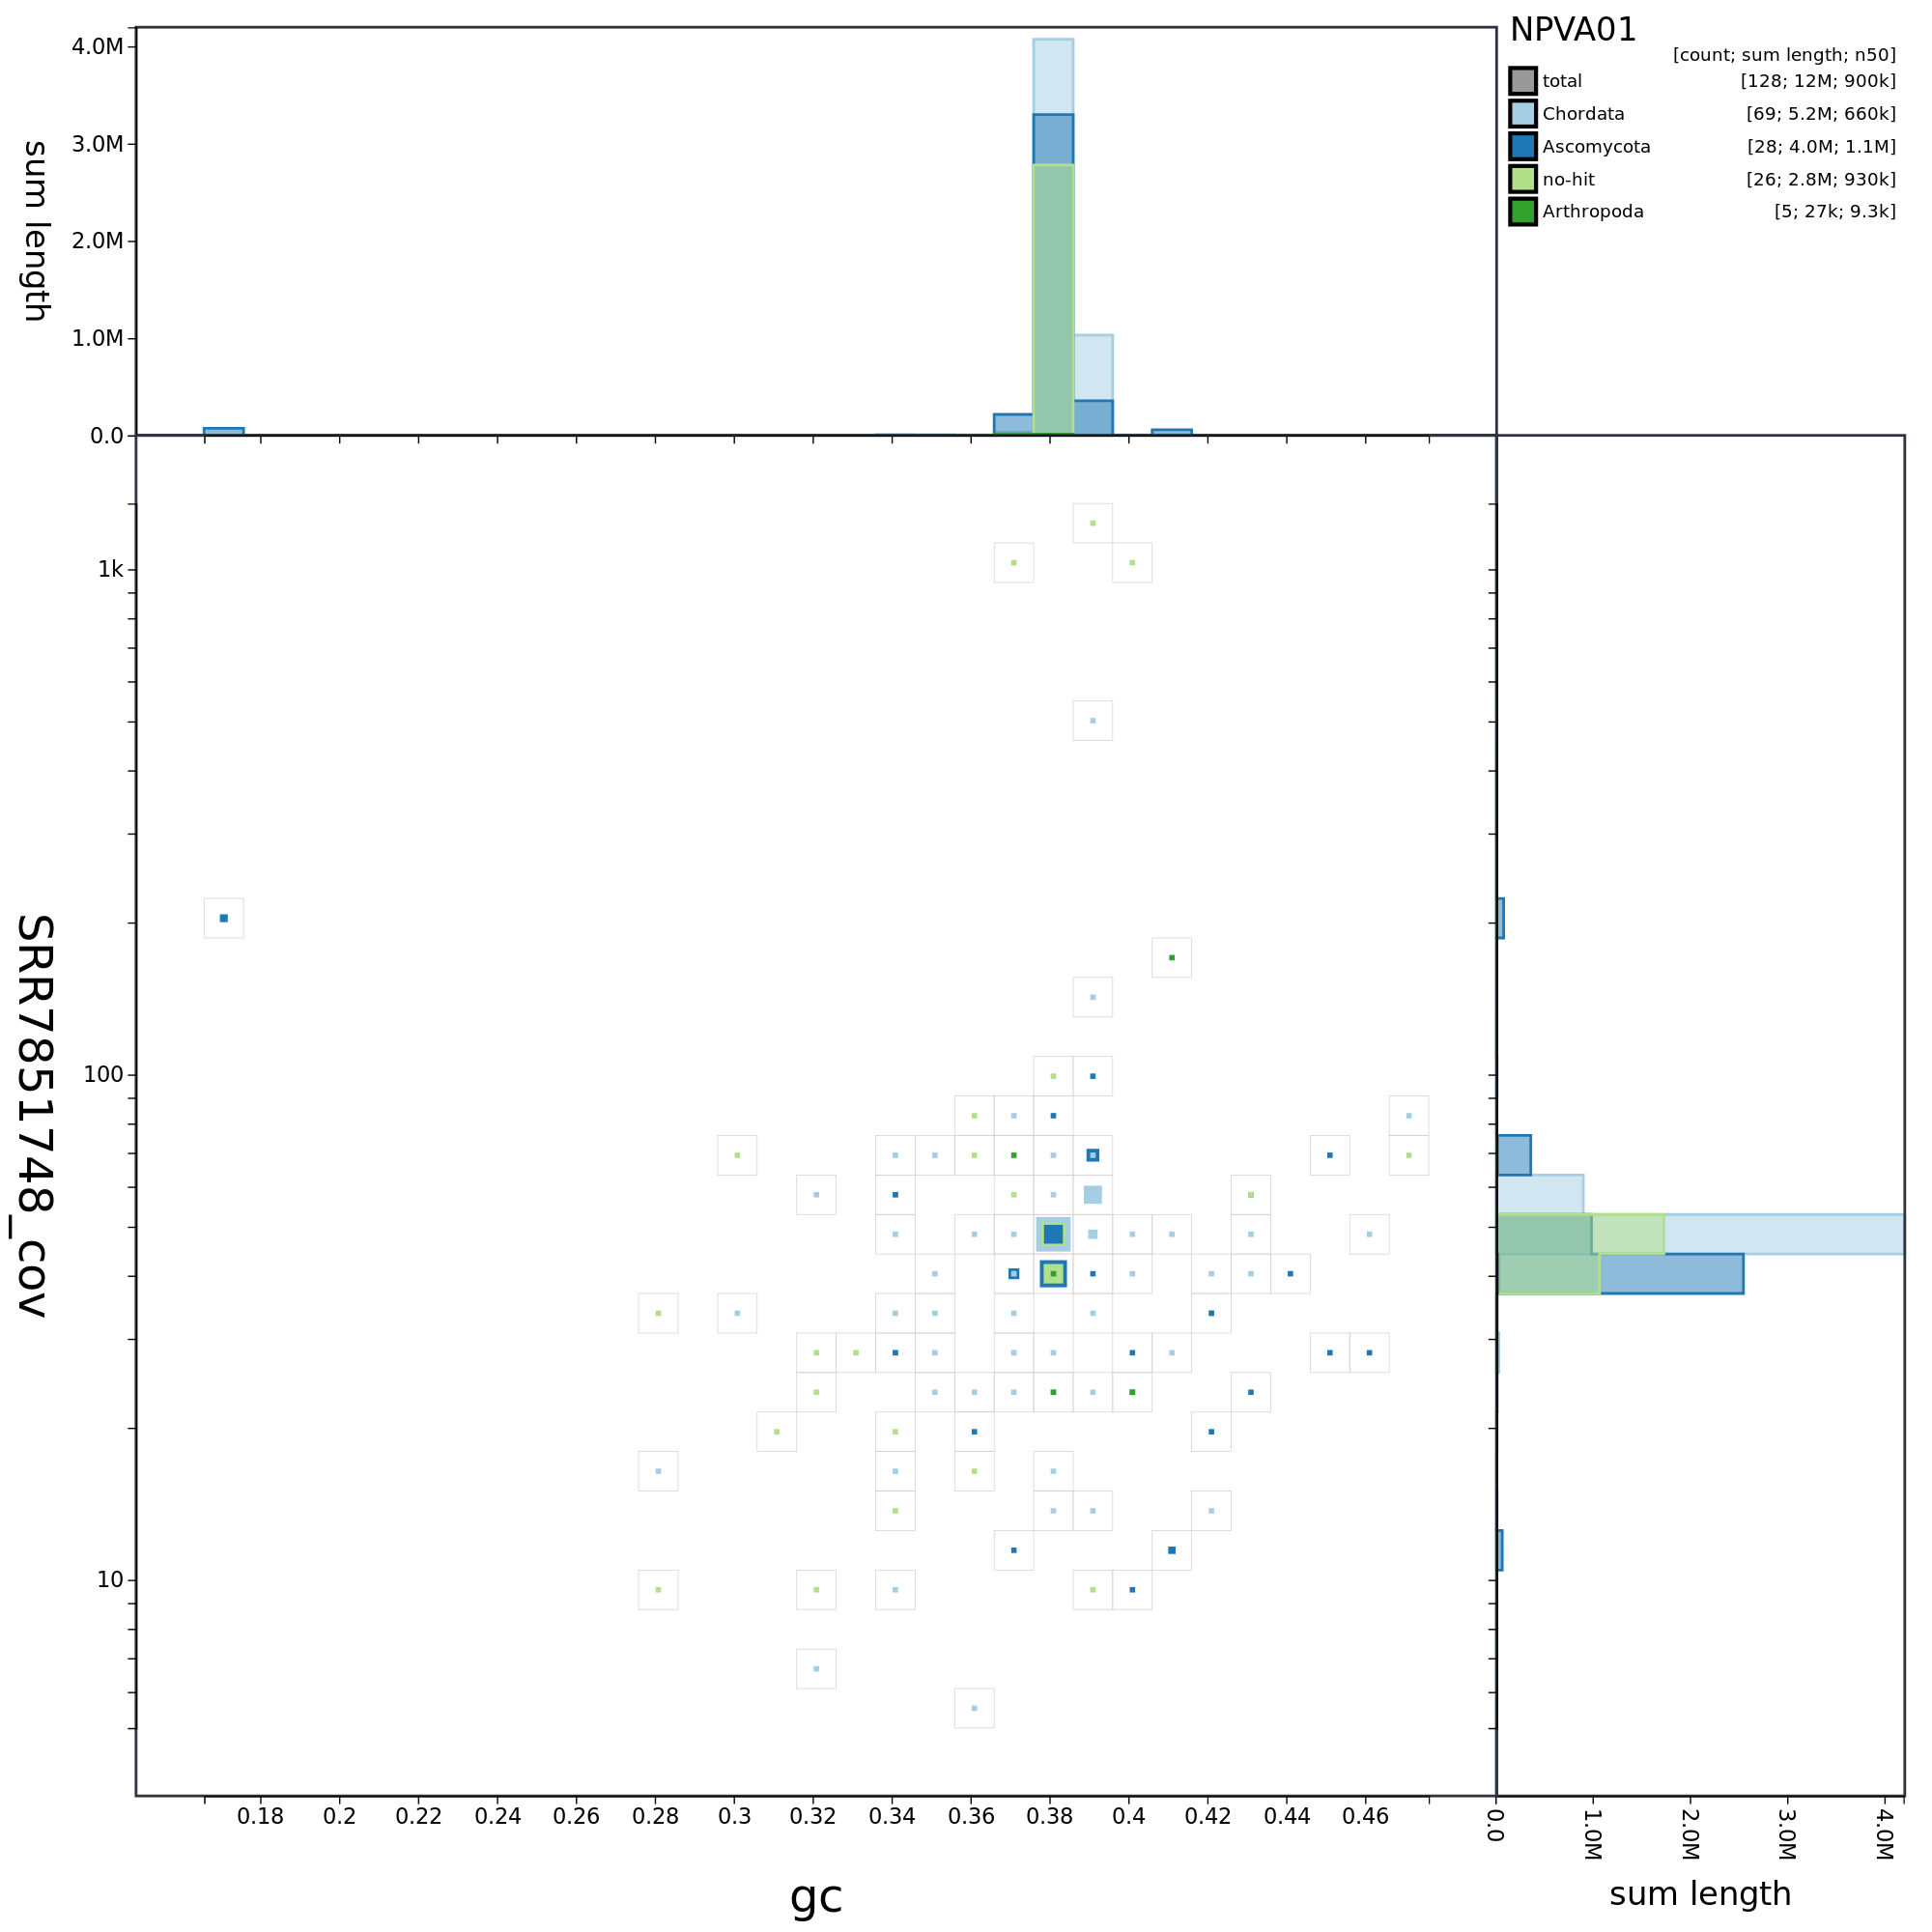 NPVA01
[count; sum length; n50]
total [128; 12M; 900k]
Chordata [69; 5.2M; 660k]
Ascomycota [28; 4.0M; 1.1M]
no-hit [26; 2.8M; 930k]
Arthropoda [5; 27k; 9.3k]
sum length
4.0M
3.0M
2.0M
1.0M
0.0
SRR7851748_cov
1k
100
10
0.18 0.2 0.22 0.24 0.26 0.28 0.3 0.32 0.34 0.36 0.38 0.4 0.42 0.44 0.46
gc
0.0 1.0M 2.0M 3.0M 4.0M
sum length